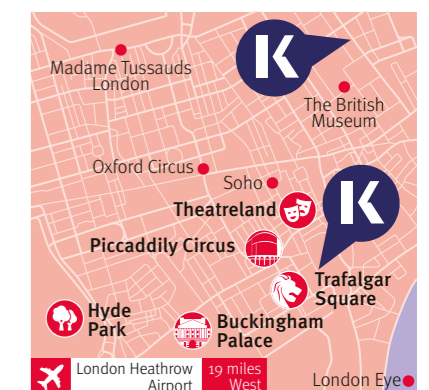 K
Madame Tussauds
London
The British
Museum
Oxford Circus
Soho
Theatreland
K
Piccadily Circus
Trafalgar
Square
Hyde
Park
Buckingham
Palace
London Heathrow
Airport
19 miles
West
London Eye